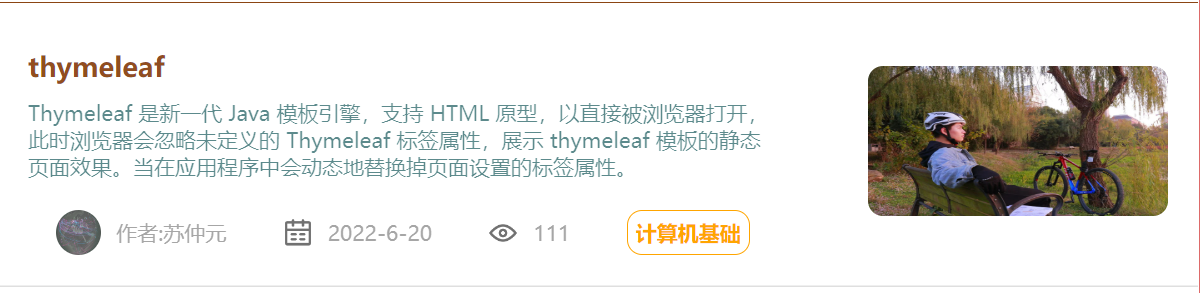 thymeleaf
Thymeleaf 是新一代 Java 模板引擎，支持 HTML 原型，以直接被浏览器打开，
此时浏览器会忽略未定义的 Thymeleaf 标签属性，展示 thymeleaf 模板的静态
页面效果。当在应用程序中会动态地替换掉页面设置的标签属性。
作者:苏仲元 2022-6-20 111 计算机基础